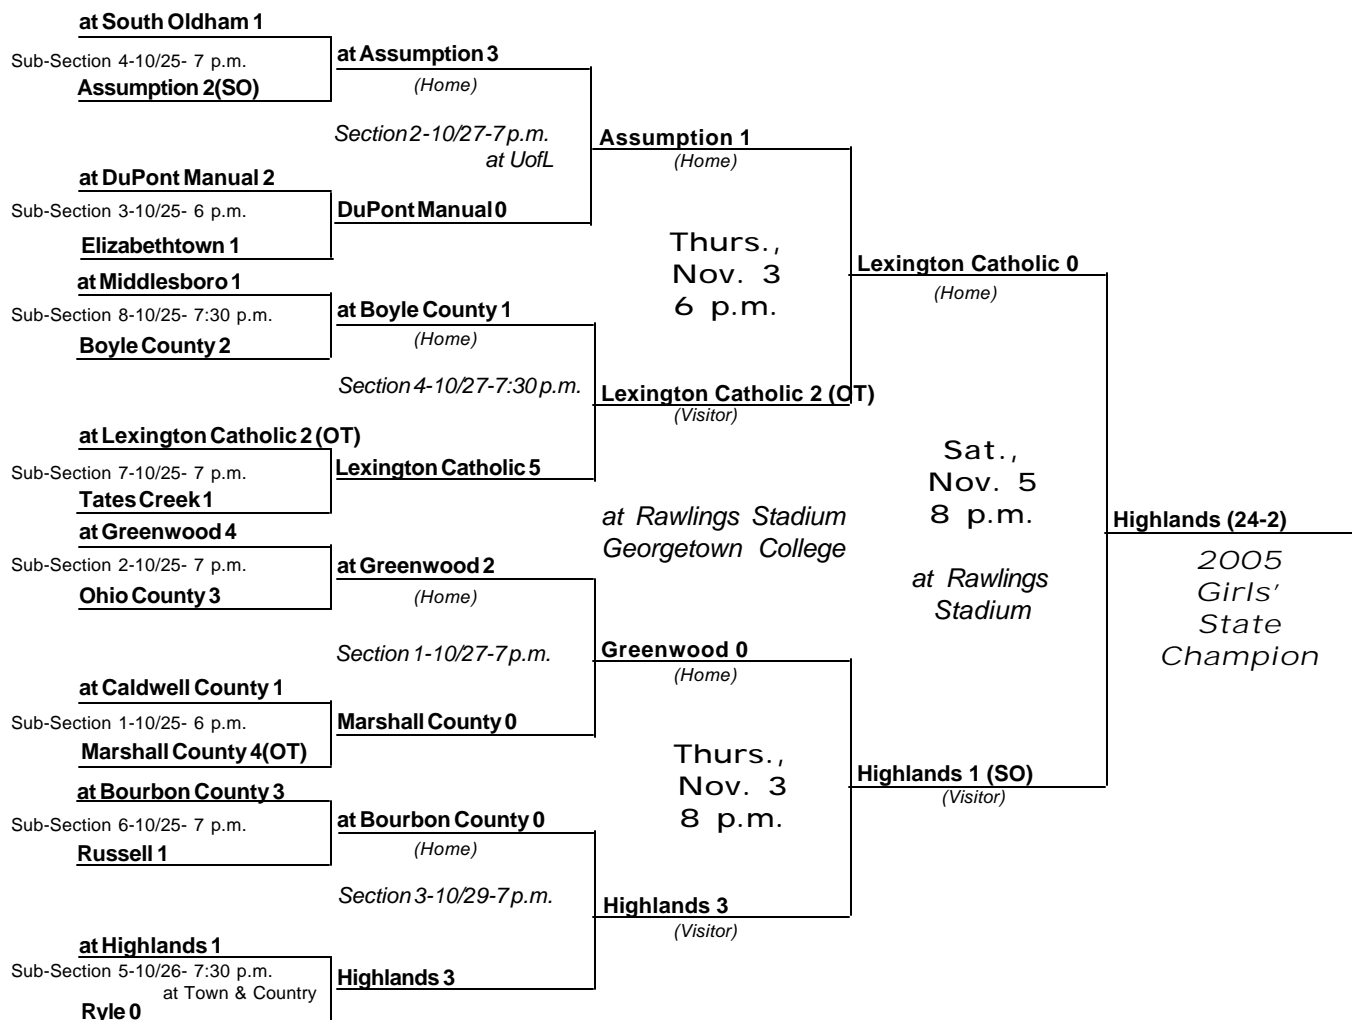 at South Oldham 1
Sub-Section 4-10/25- 7 p.m.
Assumption 2(SO)
at Assumption 3
(Home)
Section 2-10/27-7 p.m.
at UofL
at DuPont Manual 2
Sub-Section 3-10/25- 6 p.m.
Elizabethtown 1
DuPont Manual 0
Assumption 1
(Home)
Thurs.,
Nov. 3
6 p.m.
at Middlesboro 1
Sub-Section 8-10/25- 7:30 p.m.
Boyle County 2
at Boyle County 1
(Home)
Section 4-10/27-7:30 p.m.
at Lexington Catholic 2 (OT)
Sub-Section 7-10/25- 7 p.m.
Tates Creek 1
Lexington Catholic 5
Lexington Catholic 2 (OT)
(Visitor)
Lexington Catholic 0
(Home)
Sat.,
Nov. 5
8 p.m.
at Rawlings
Stadium
at Rawlings Stadium
Georgetown College
Highlands (24-2)
2005
Girls'
State
Champion
at Greenwood 4
Sub-Section 2-10/25- 7 p.m.
Ohio County 3
at Greenwood 2
(Home)
Section 1-10/27-7 p.m.
at Caldwell County 1
Sub-Section 1-10/25- 6 p.m.
Marshall County 4(OT)
Marshall County 0
Greenwood 0
(Home)
Thurs.,
Nov. 3
8 p.m.
Highlands 1 (SO)
(Visitor)
at Bourbon County 3
Sub-Section 6-10/25- 7 p.m.
Russell 1
at Bourbon County 0
(Home)
Section 3-10/29-7 p.m.
Highlands 3
(Visitor)
at Highlands 1
Sub-Section 5-10/26- 7:30 p.m.
at Town & Country
Ryle 0
Highlands 3